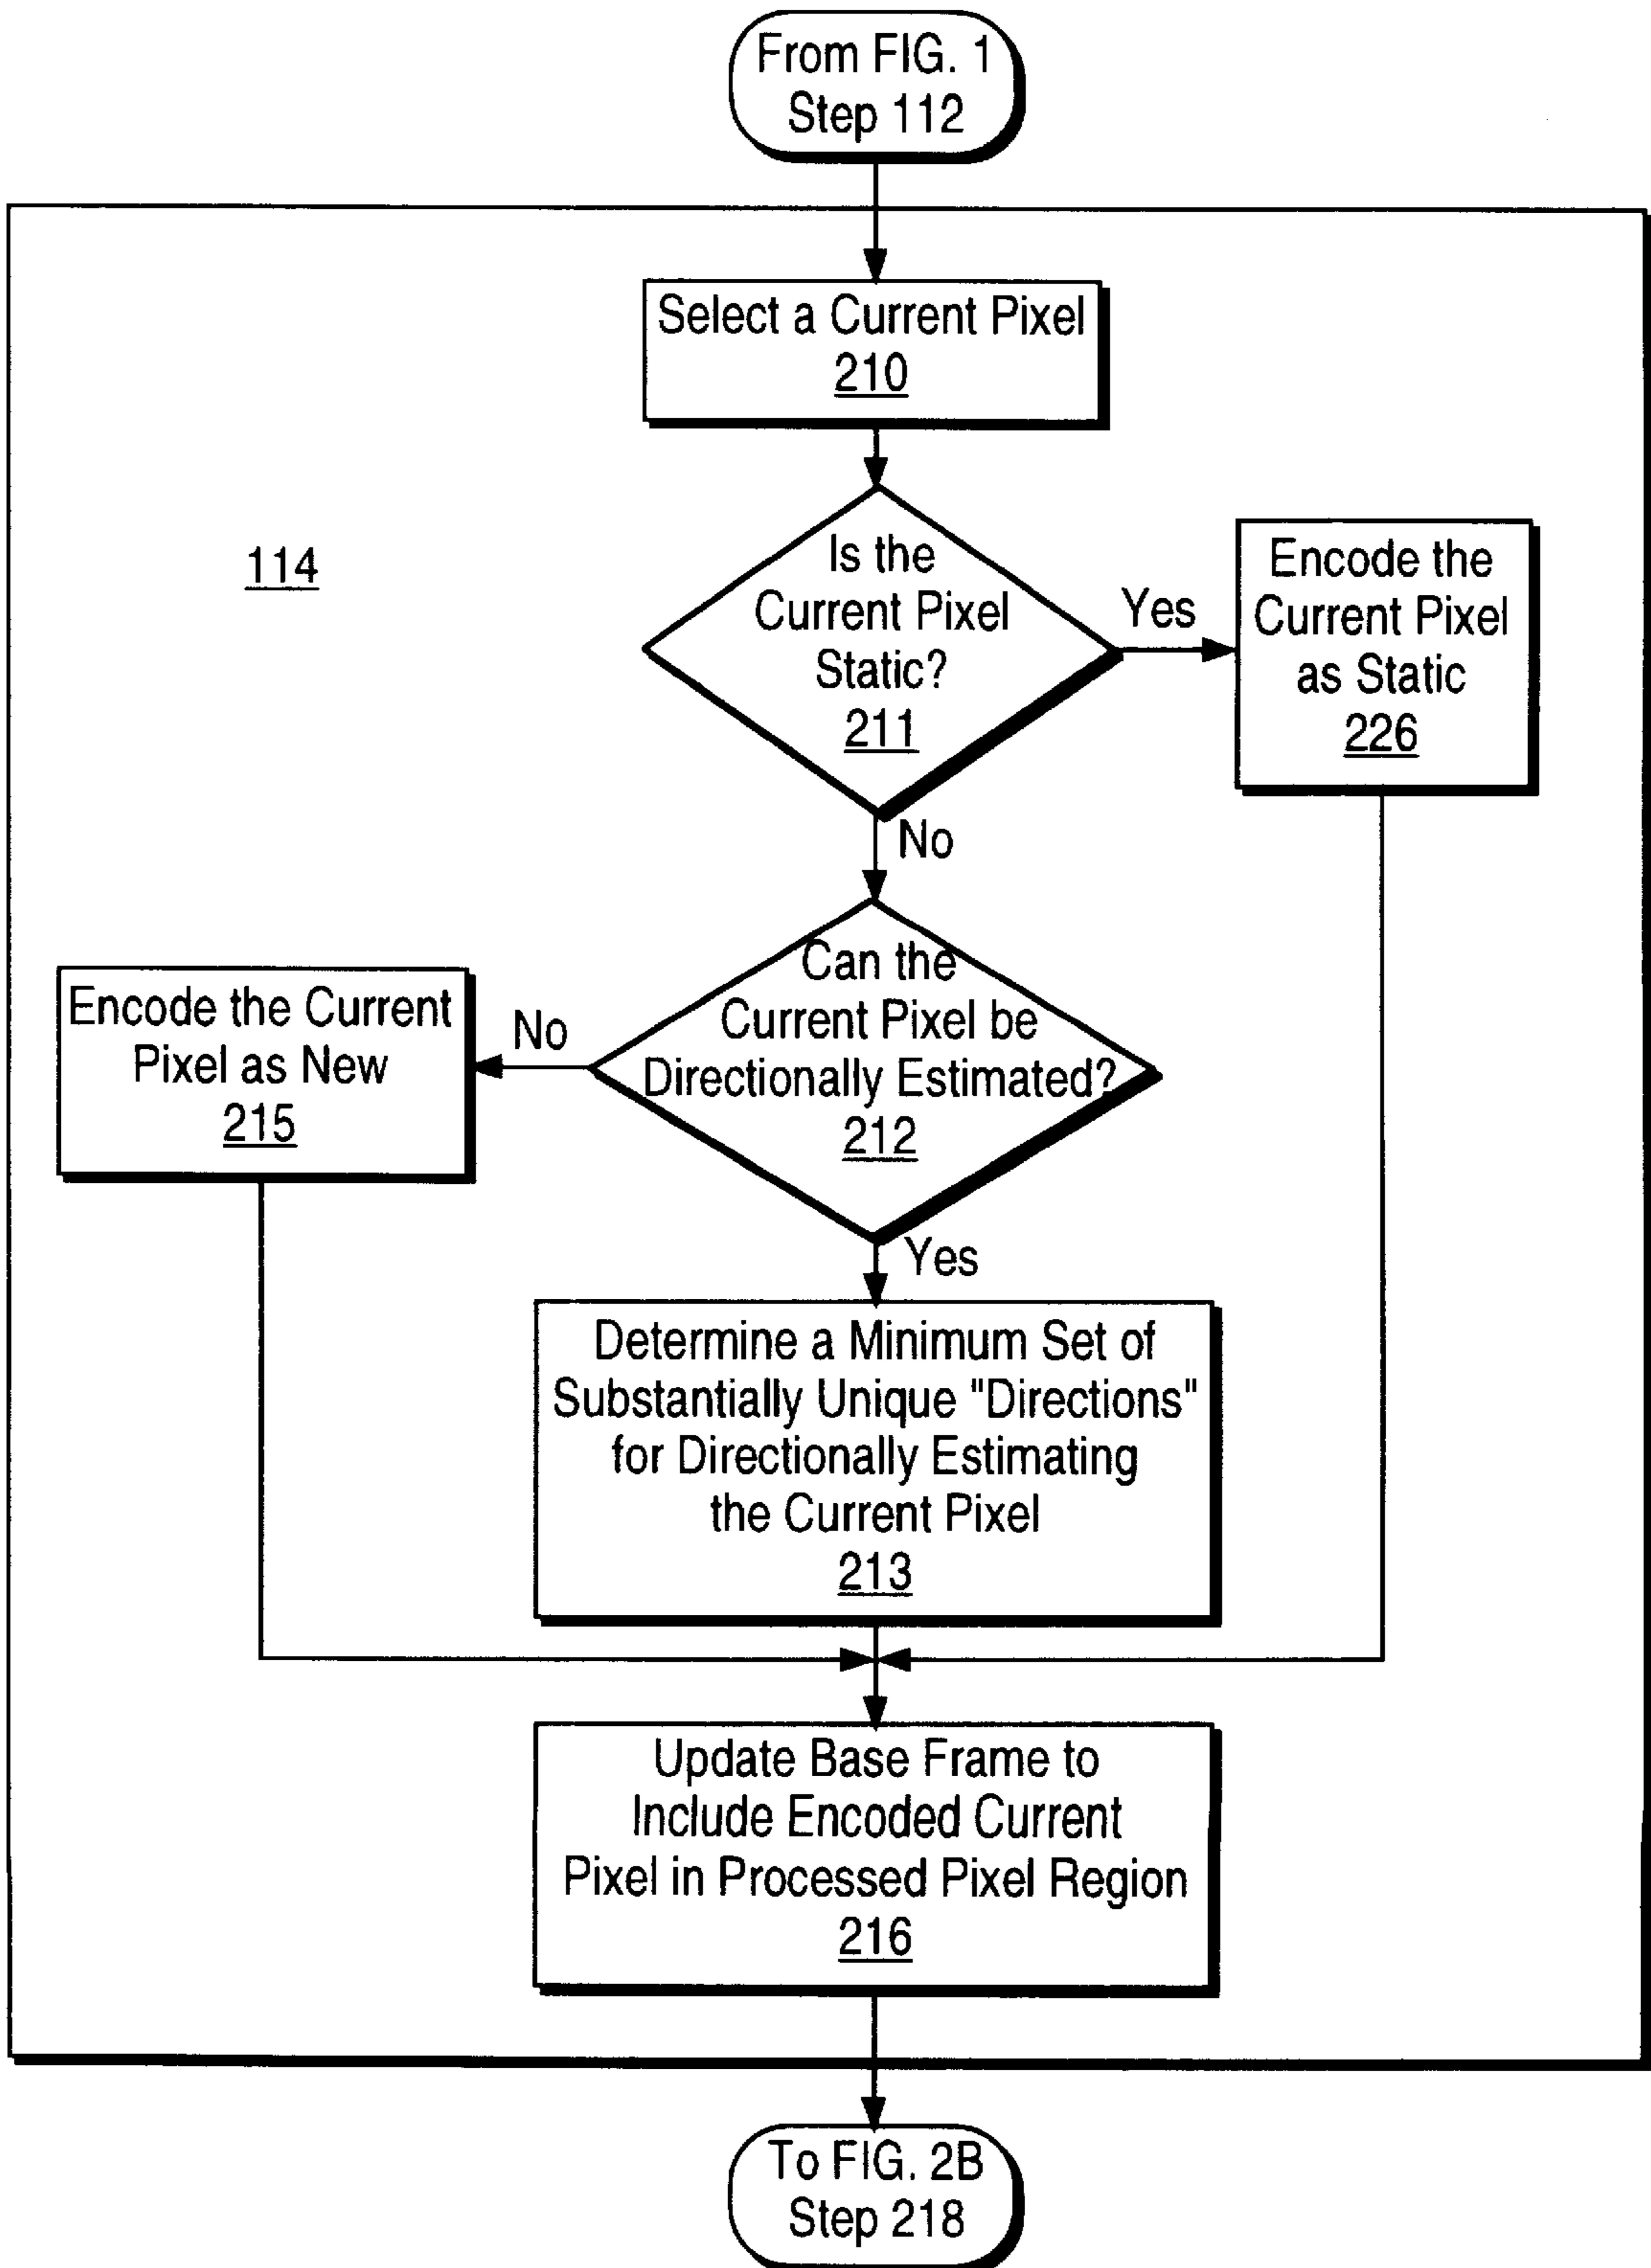 From FIG. 1
Step 112
Select a Current Pixel
210
114
Is the
Current Pixel
Static?
211
Yes
Encode the
Current Pixel
as Static
226
No
Can the
Current Pixel be
Directionally Estimated?
212
No
Encode the Current
Pixel as New
215
Yes
Determine a Minimum Set of
Substantially Unique "Directions"
for Directionally Estimating
the Current Pixel
213
Update Base Frame to
Include Encoded Current
Pixel in Processed Pixel Region
216
To FIG. 2B
Step 218